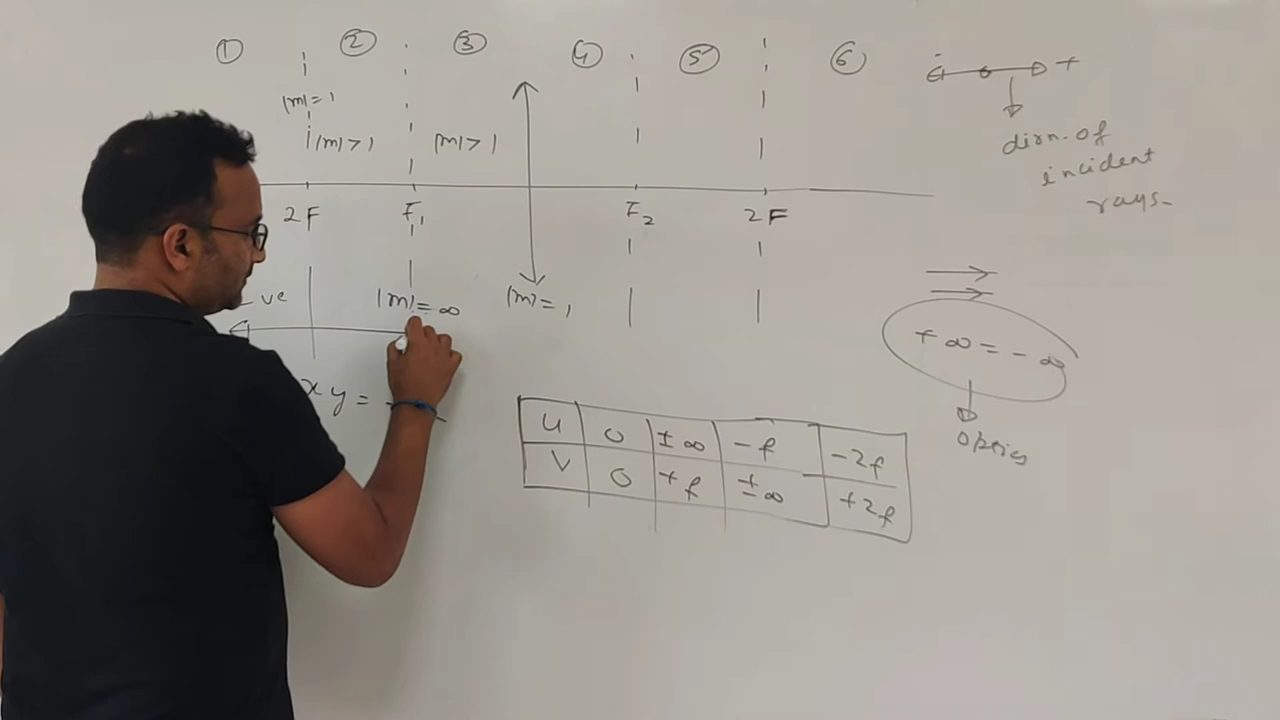 ① ② ③ ④ ⑤ ⑥
- +
|m| = 1
|m| > 1 |m| > 1
dirn. of
incident
rays.
2F F₁ F₂ 2F
-ve |m| = ∞ |m| = 1
+∞ = -∞
optics
xy =
u 0 ±∞ -f -2f
v 0 +f ±∞ +2f